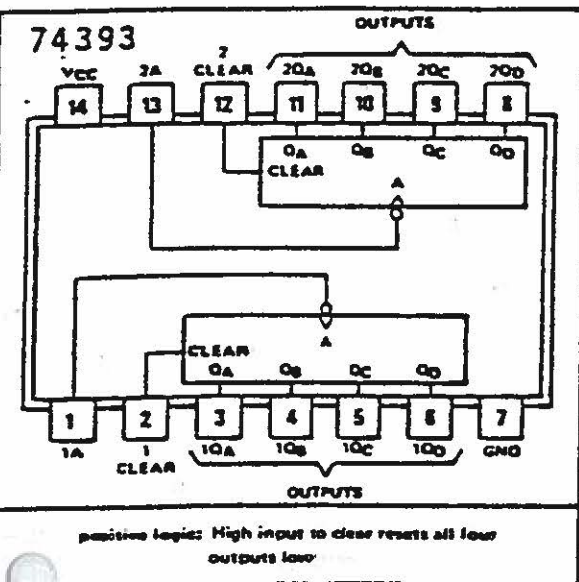 74393
OUTPUTS
VCC 2A 2 CLEAR 2QA 2QB 2QC 2QD
14 13 12 11 10 9 8
QA QB QC QD
CLEAR
A
A
CLEAR
QA QB QC QD
1 2 3 4 5 6 7
1A 1 CLEAR 1QA 1QB 1QC 1QD GND
OUTPUTS
positive logic: High input to clear resets all four
outputs low